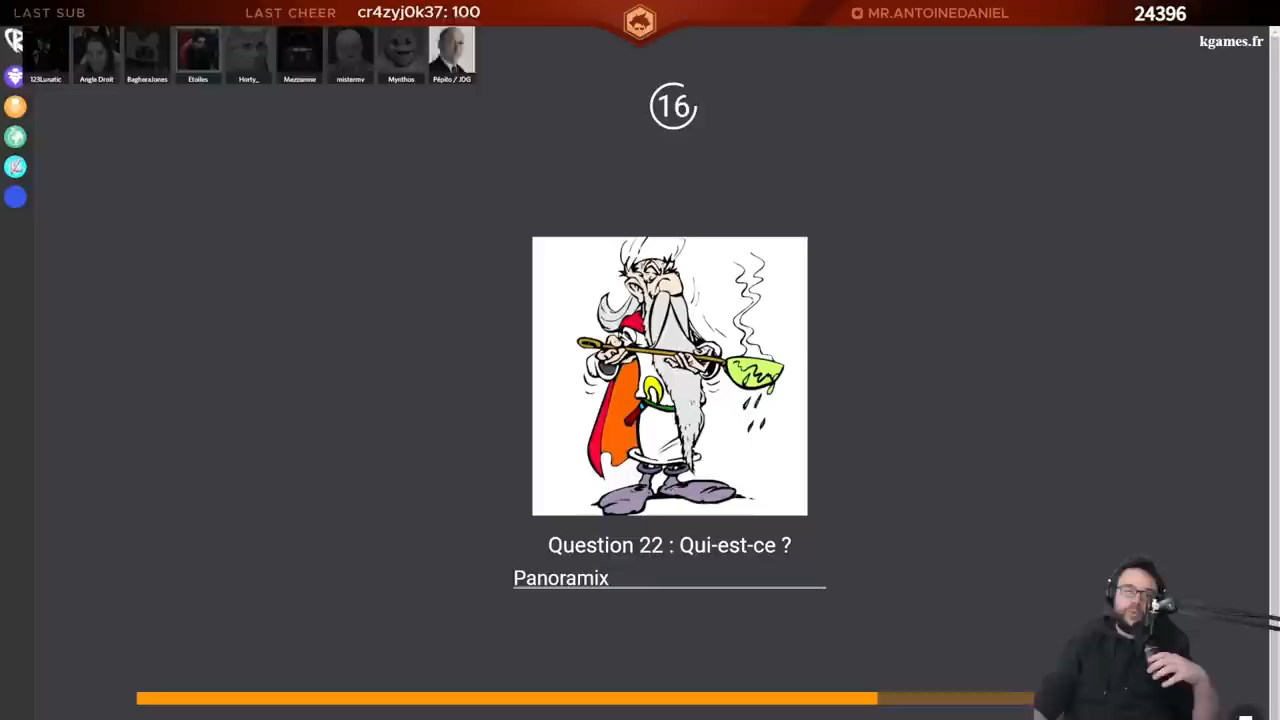 LAST SUB
LAST CHEER
cr4zyj0k37: 100
MR.ANTOINEDANIEL
24396
kgames.fr
123Lunatic
Angle Droit
BagheraJones
Etoiles
Horty_
Mezzanine
mistermv
Mynthos
Pépito / JDG
16
Question 22 : Qui-est-ce ?
Panoramix